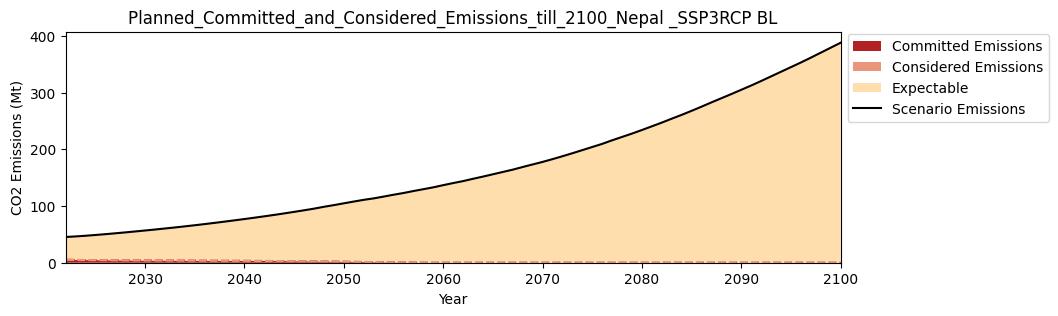 Planned_Committed_and_Considered_Emissions_till_2100_Nepal _SSP3RCP BL
CO2 Emissions (Mt)
400
300
200
100
0
2030
2040
2050
2060
2070
2080
2090
2100
Year
Committed Emissions
Considered Emissions
Expectable
Scenario Emissions